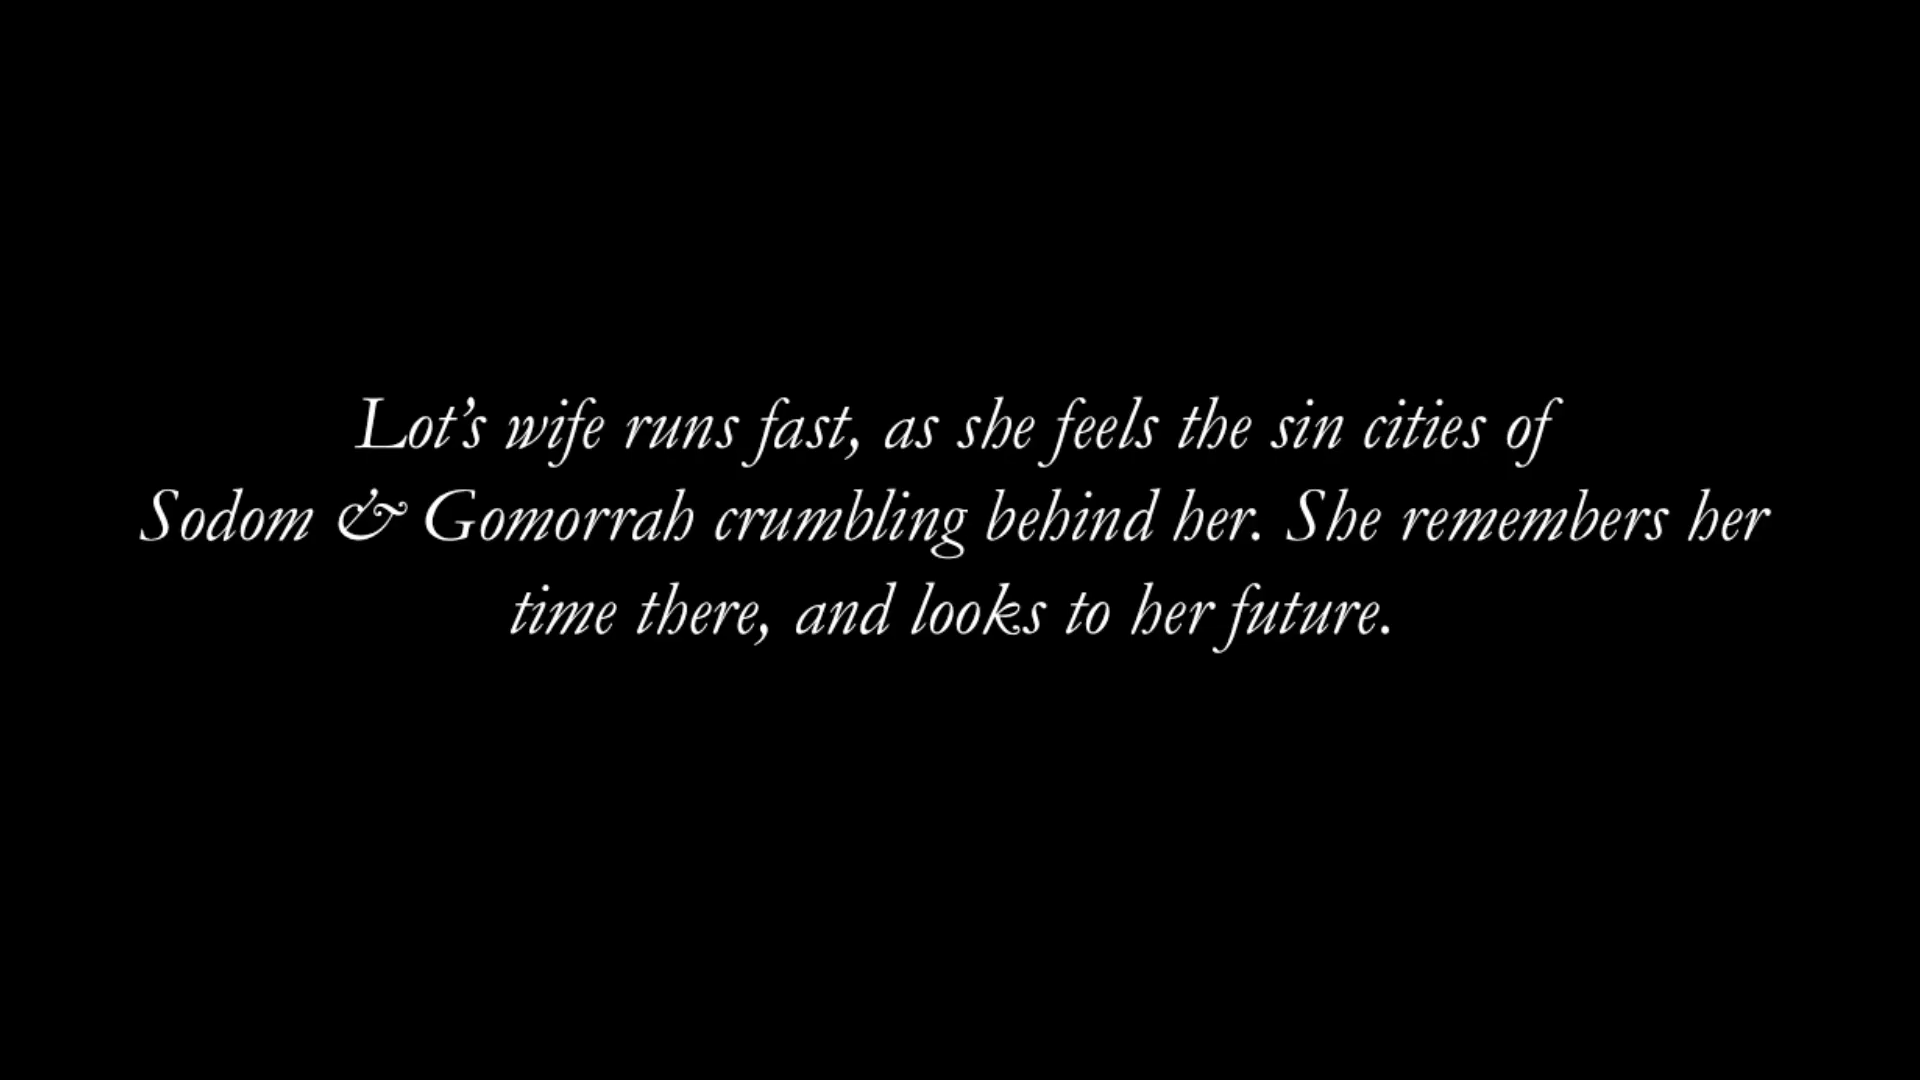 Lot’s wife runs fast, as she feels the sin cities of
Sodom & Gomorrah crumbling behind her. She remembers her
time there, and looks to her future.